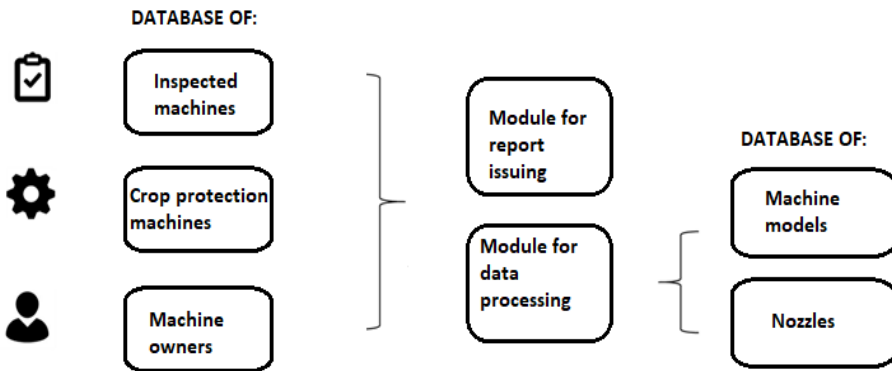 DATABASE OF:
Inspected
machines
Crop protection
machines
Machine
owners
Module for
report
issuing
Module for
data
processing
DATABASE OF:
Machine
models
Nozzles